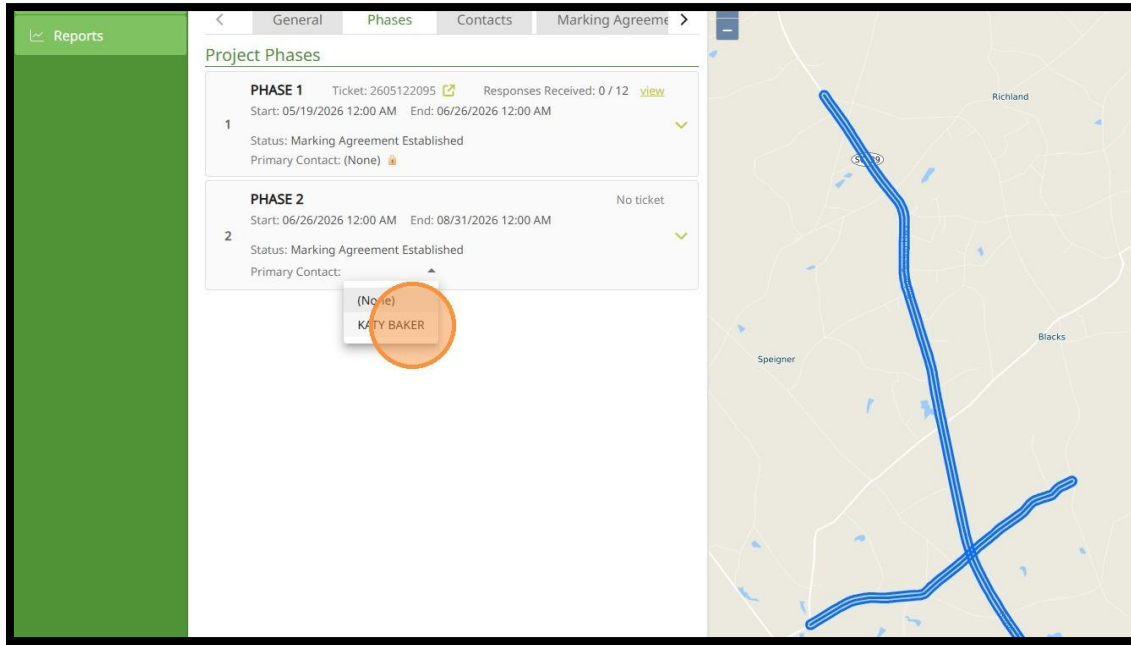 Reports
General
Phases
Contacts
Marking Agreeme
Project Phases
1
PHASE 1
Ticket: 2605122095
Responses Received: 0 / 12
view
Start: 05/19/2026 12:00 AM
End: 06/26/2026 12:00 AM
Status: Marking Agreement Established
Primary Contact: (None)
2
PHASE 2
No ticket
Start: 06/26/2026 12:00 AM
End: 08/31/2026 12:00 AM
Status: Marking Agreement Established
Primary Contact:
(None)
KATY BAKER
Richland
Blacks
Speigner